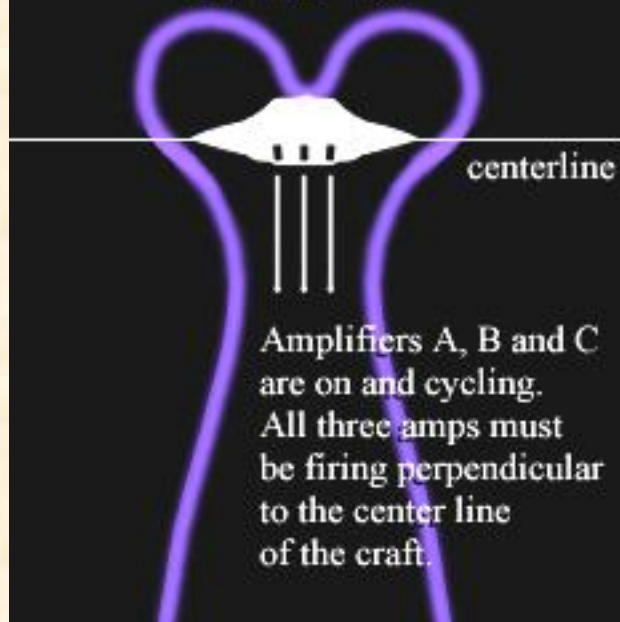 centerline
Amplifiers A, B and C
are on and cycling.
All three amps must
be firing perpendicular
to the center line
of the craft.